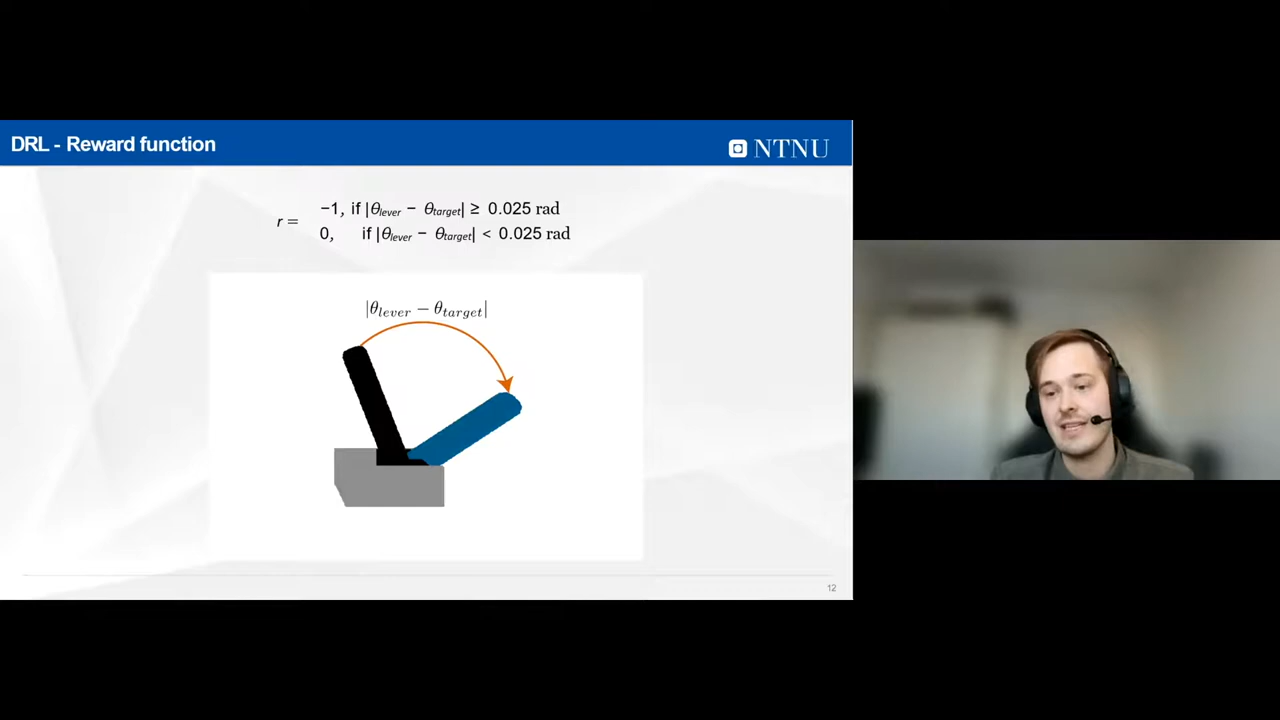 DRL - Reward function
NTNU
r = −1, if |θlever − θtarget| ≥ 0.025 rad
0, if |θlever − θtarget| < 0.025 rad
|θlever − θtarget|
12